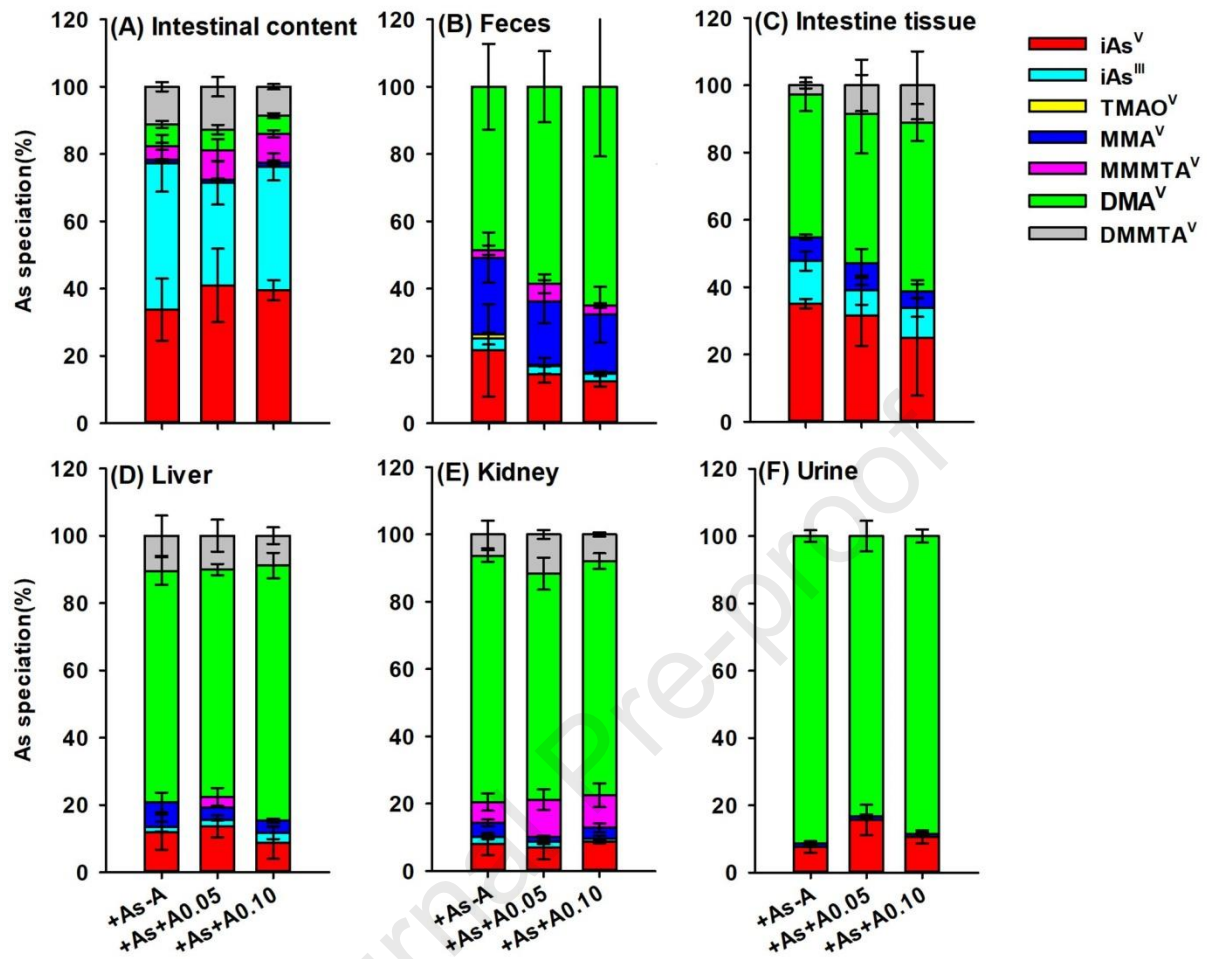 (A) Intestinal content
(B) Feces
(C) Intestine tissue
iAsV
iAsIII
TMAOV
MMAV
MMMTAV
DMAV
DMMTAV
120
100
80
60
40
20
0
As speciation(%)
120
100
80
60
40
20
0
120
100
80
60
40
20
0
(D) Liver
(E) Kidney
(F) Urine
120
100
80
60
40
20
0
As speciation(%)
120
100
80
60
40
20
0
120
100
80
60
40
20
0
+As-A
+As+A0.05
+As+A0.10
+As-A
+As+A0.05
+As+A0.10
+As-A
+As+A0.05
+As+A0.10
urnal Pre-proof